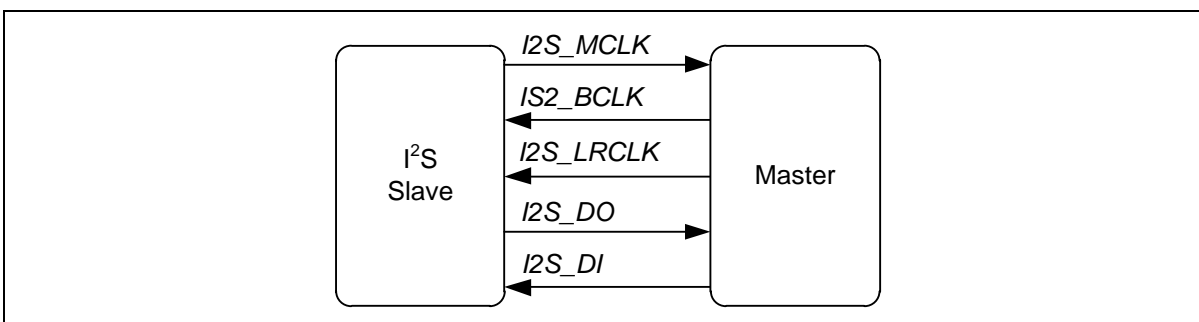 I2S_MCLK
IS2_BCLK
I2S_LRCLK
I²S
Slave
Master
I2S_DO
I2S_DI